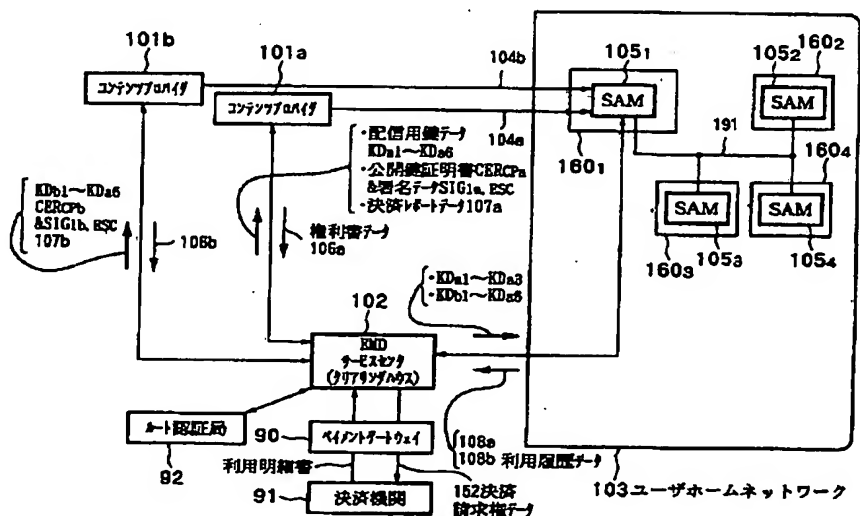 101b
101a
コンテンツプロバイダ
コンテンツプロバイダ
104b
104a
105₁
SAM
160₁
105₂
160₂
SAM
191
160₄
SAM
160₃
105₃
SAM
105₄
・配信用鍵データ
KDa1〜KDa6
・公開鍵証明書CERCPa
&署名データSIG1a,ESC
・決済レポートデータ107a
KDb1〜KDa6
CERCPb
&SIG1b,ESC
107b
106b
権利書データ
106a
・KDa1〜KDa3
・KDb1〜KDa6
102
EMD
サービスセンタ
(クリアリングハウス)
ルート認証局
92
90
ペイメントゲートウェイ
利用明細書
91
決済機関
152決済
請求権データ
108a
108b 利用履歴データ
103ユーザホームネットワーク